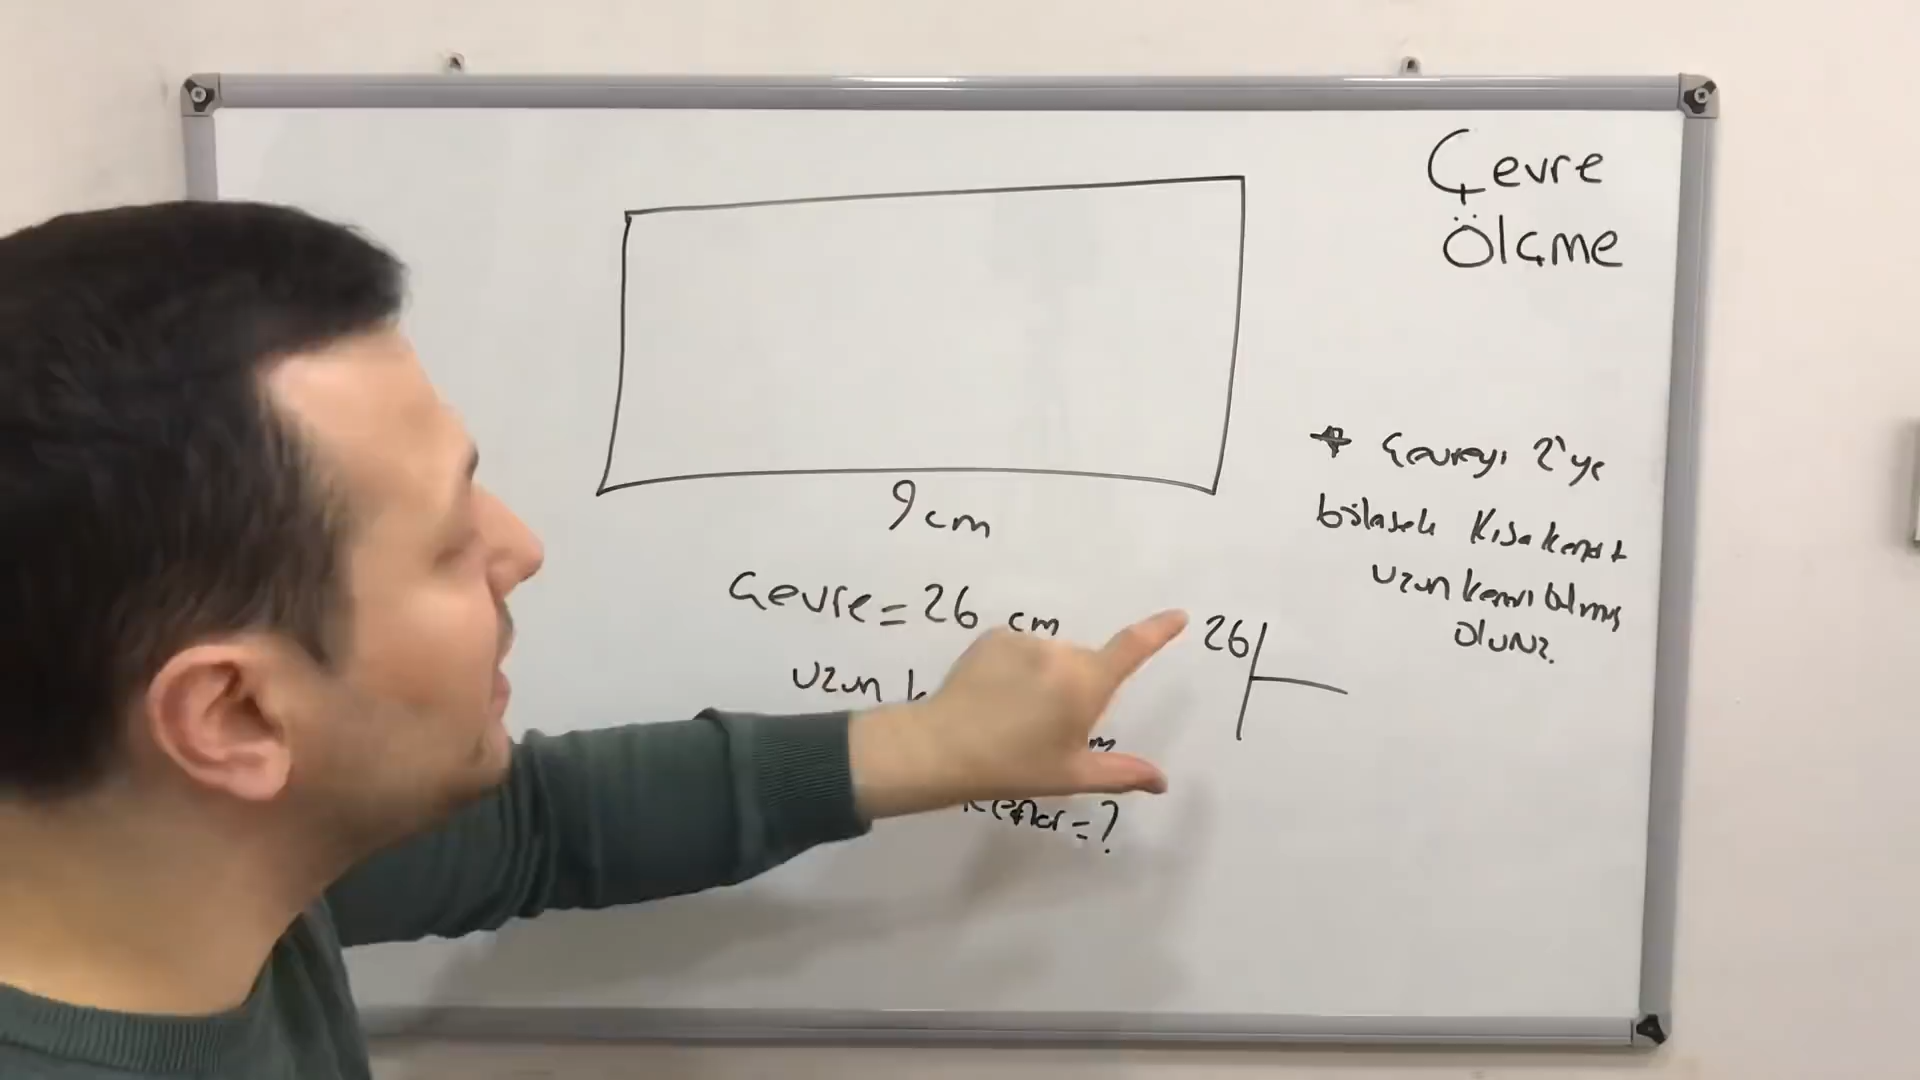 Çevre
Ölçme
9 cm
Çevre = 26 cm
uzun k
m
kenar = ?
26
* Çevreyi 2'ye
bölersek kısa kenarı
uzun kenarı bulmuş
oluruz.